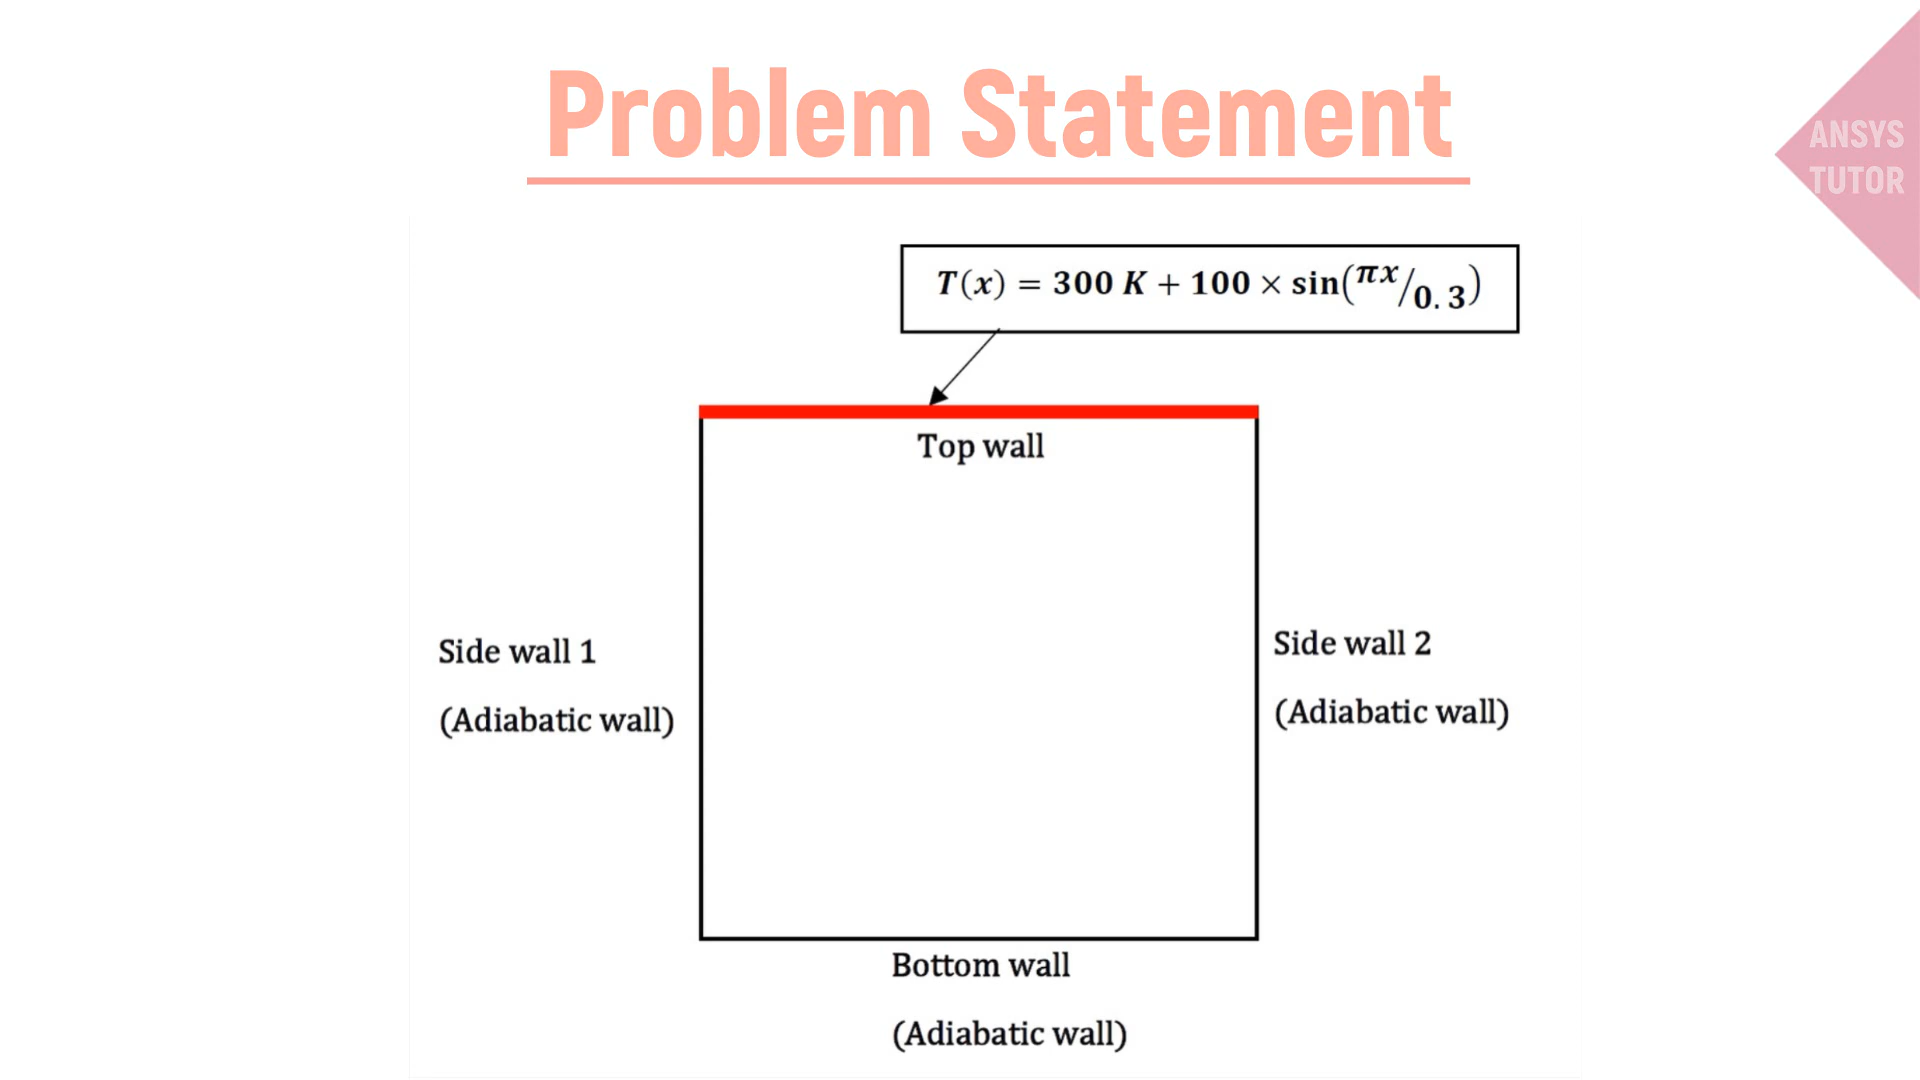 Problem Statement
ANSYS
TUTOR
T(x) = 300 K + 100 × sin(πx/0.3)
Top wall
Side wall 1
(Adiabatic wall)
Side wall 2
(Adiabatic wall)
Bottom wall
(Adiabatic wall)